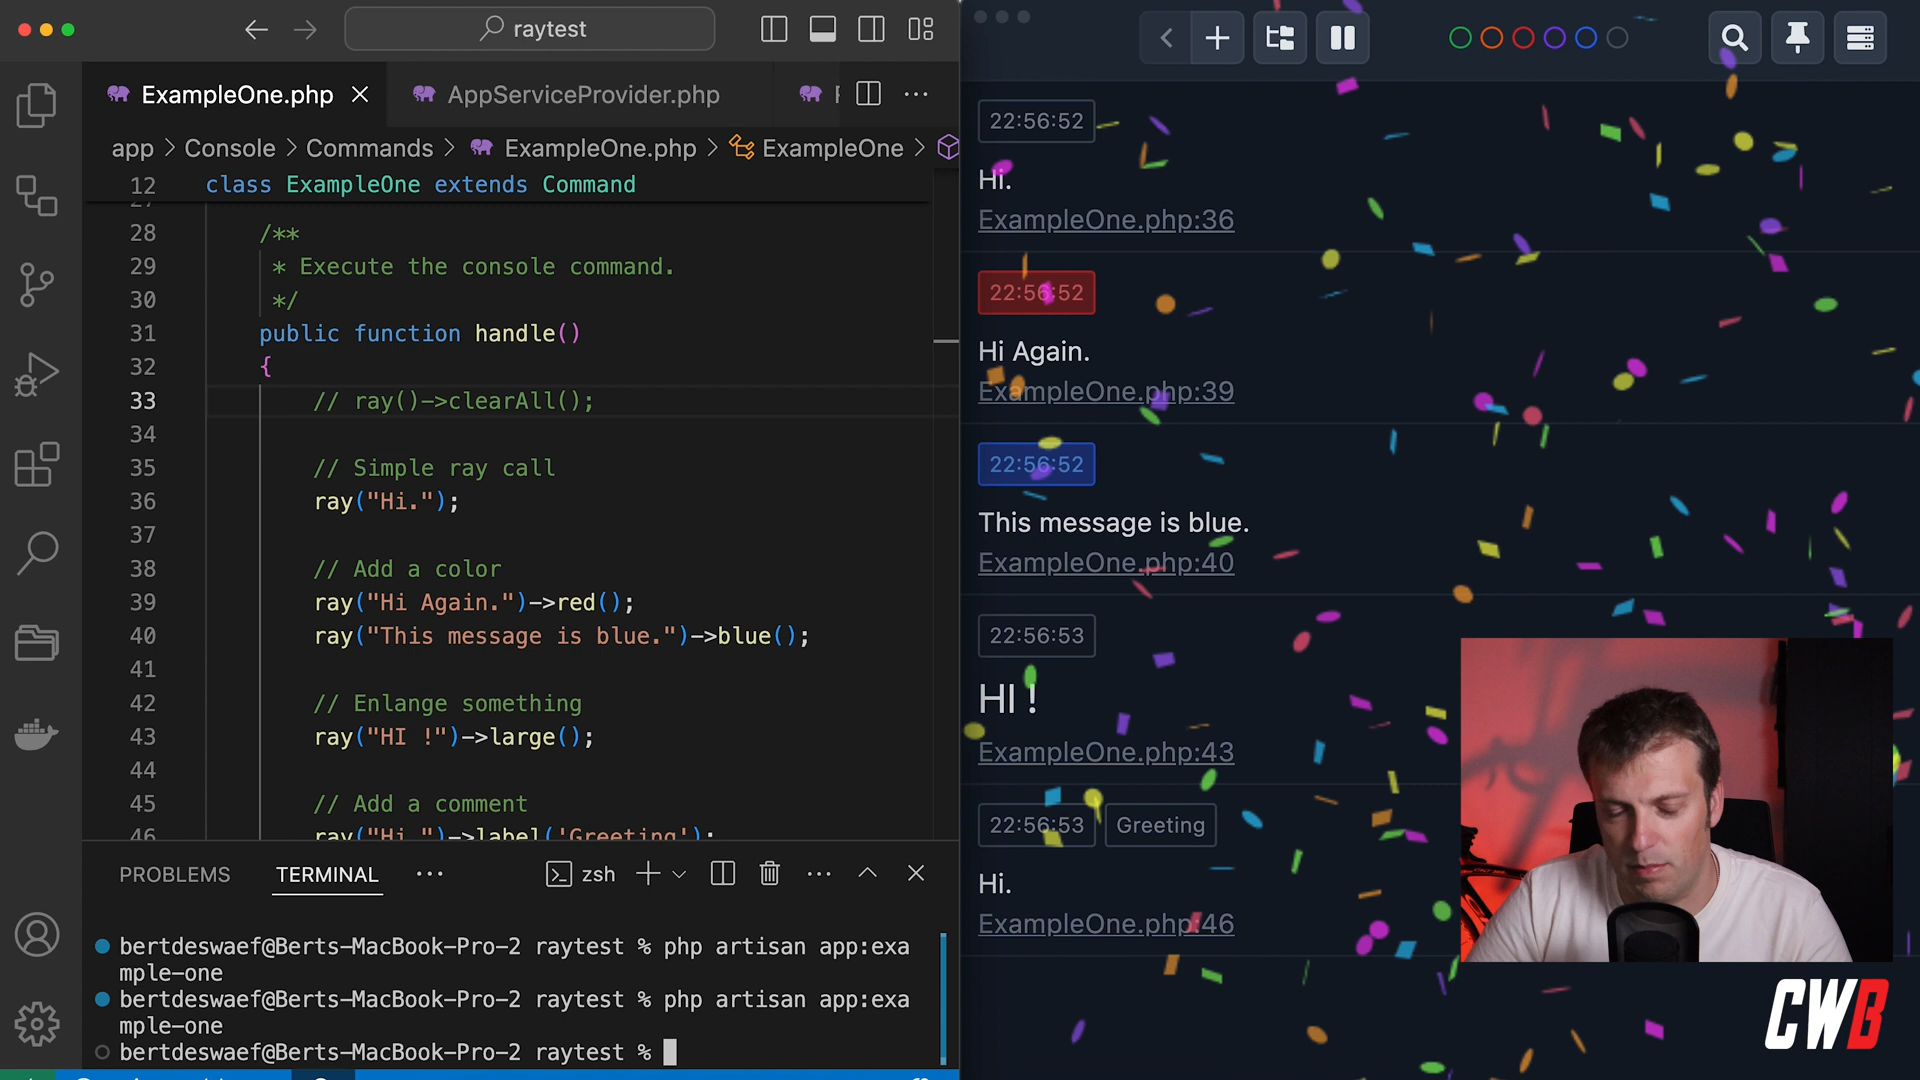 raytest
ExampleOne.php
AppServiceProvider.php
app > Console > Commands > ExampleOne.php > ExampleOne >
12 class ExampleOne extends Command
27
28 /**
29 * Execute the console command.
30 */
31 public function handle()
32 {
33 // ray()->clearAll();
34
35 // Simple ray call
36 ray("Hi.");
37
38 // Add a color
39 ray("Hi Again.")->red();
40 ray("This message is blue.")->blue();
41
42 // Enlange something
43 ray("HI !")->large();
44
45 // Add a comment
46 ray("Hi.")->label('Greeting');
PROBLEMS TERMINAL
zsh
bertdeswaef@Berts-MacBook-Pro-2 raytest % php artisan app:exa
mple-one
bertdeswaef@Berts-MacBook-Pro-2 raytest % php artisan app:exa
mple-one
bertdeswaef@Berts-MacBook-Pro-2 raytest %
22:56:52
Hi.
ExampleOne.php:36
22:56:52
Hi Again.
ExampleOne.php:39
22:56:52
This message is blue.
ExampleOne.php:40
22:56:53
HI !
ExampleOne.php:43
22:56:53 Greeting
Hi.
ExampleOne.php:46
CWB